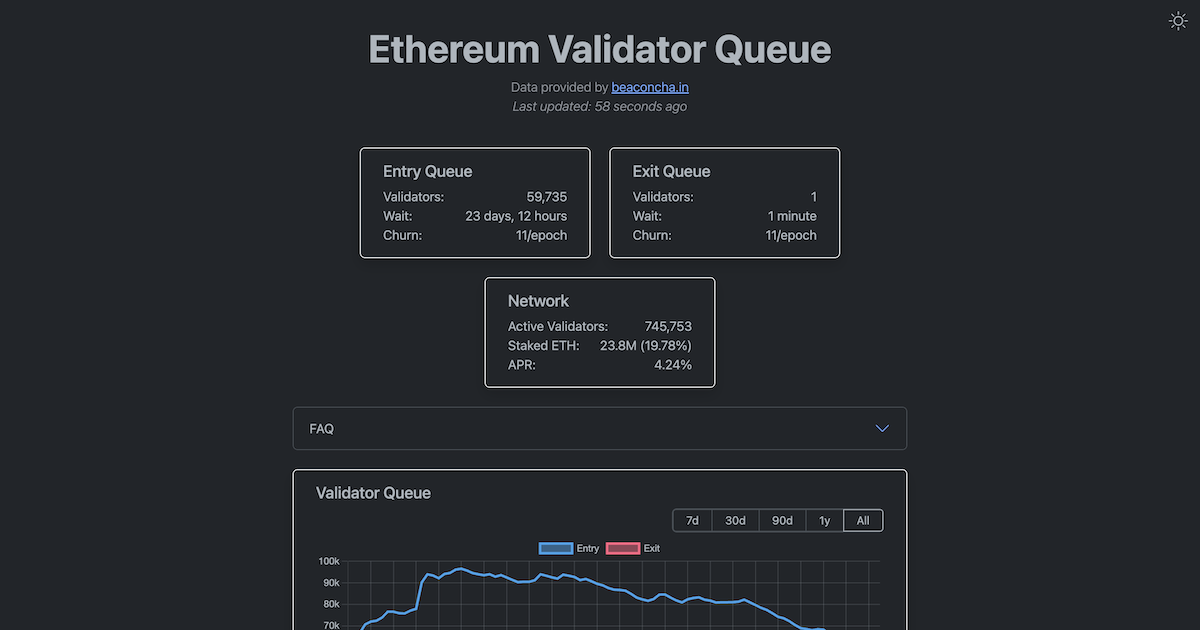 Ethereum Validator Queue
Data provided by beaconcha.in
Last updated: 58 seconds ago
Entry Queue
Validators: 59,735
Wait: 23 days, 12 hours
Churn: 11/epoch
Exit Queue
Validators: 1
Wait: 1 minute
Churn: 11/epoch
Network
Active Validators: 745,753
Staked ETH: 23.8M (19.78%)
APR: 4.24%
FAQ
Validator Queue
7d 30d 90d 1y All
Entry Exit
100k
90k
80k
70k